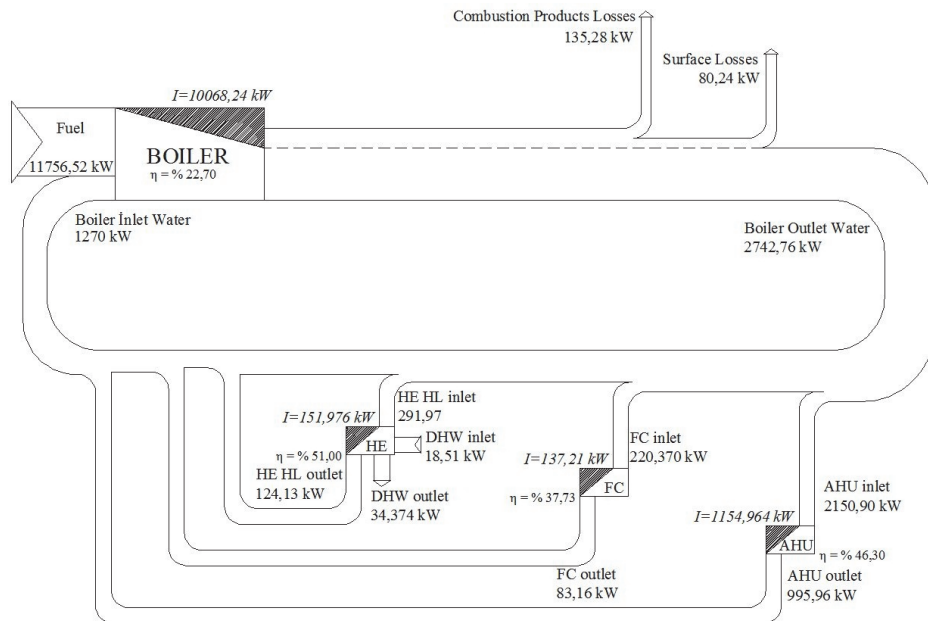 Combustion Products Losses
135,28 kW
Surface Losses
80,24 kW
I=10068,24 kW
Fuel
11756,52 kW
BOILER
η = % 22,70
Boiler İnlet Water
1270 kW
Boiler Outlet Water
2742,76 kW
I=151,976 kW
HE HL inlet
291,97
HE
DHW inlet
18,51 kW
η = % 51,00
HE HL outlet
124,13 kW
DHW outlet
34,374 kW
FC inlet
220,370 kW
I=137,21 kW
FC
η = % 37,73
FC outlet
83,16 kW
AHU inlet
2150,90 kW
I=1154,964 kW
AHU
η = % 46,30
AHU outlet
995,96 kW